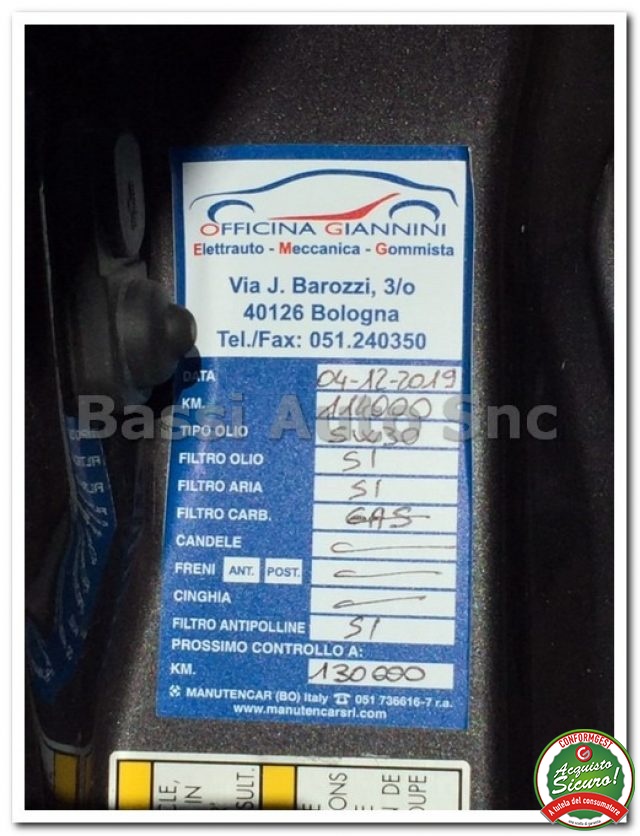 OFFICINA GIANNINI
Elettrauto - Meccanica - Gommista
Via J. Barozzi, 3/o
40126 Bologna
Tel./Fax: 051.240350
DATA 04-12-2019
KM.
Bassi Auto Snc
TIPO OLIO 5W30
FILTRO OLIO SI
FILTRO ARIA SI
FILTRO CARB. GAS
CANDELE
FRENI ANT. POST.
CINGHIA
FILTRO ANTIPOLLINE SI
PROSSIMO CONTROLLO A:
KM. 130000
MANUTENCAR (BO) Italy ☎ 051 736616-7 r.a.
www.manutencarsrl.com
CONFORMGEST
Acquisto
Sicuro!
A tutela del consumatore